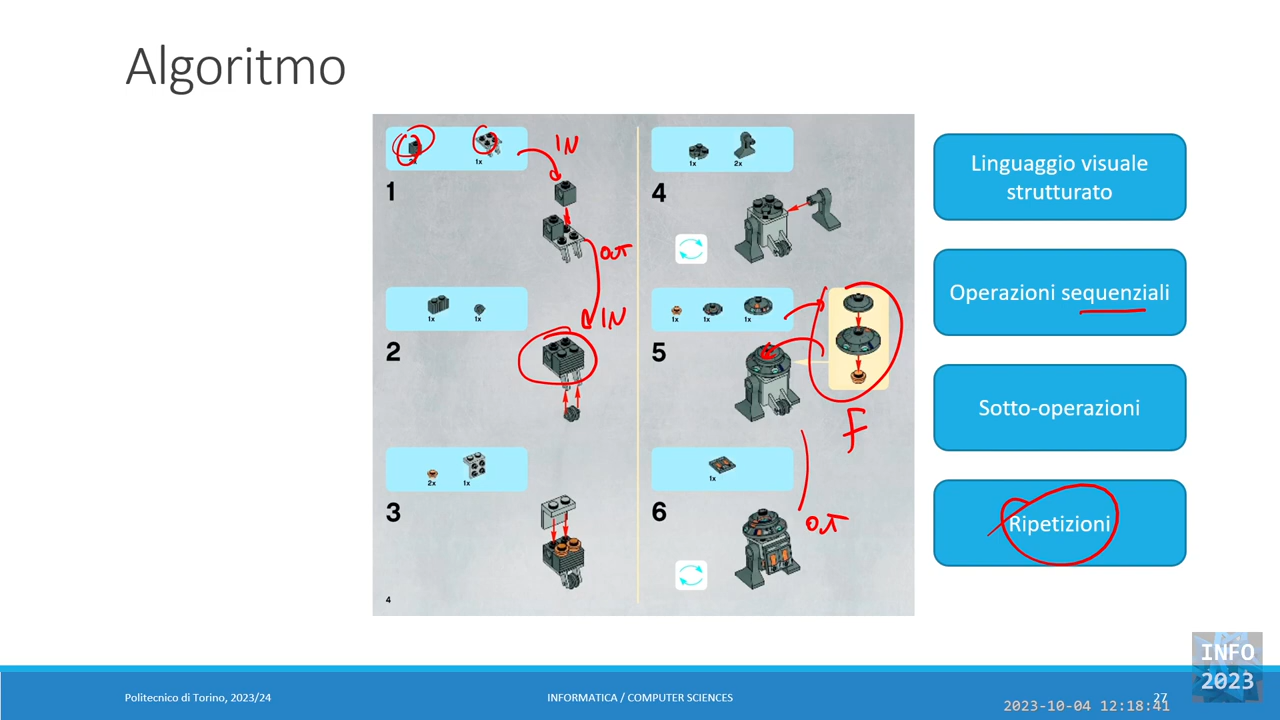 Algoritmo
2x
1x
IN
1
OUT
1x
1x
IN
2
2x
1x
3
4
1x
2x
4
1x
1x
1x
5
F
1x
6
OUT
Linguaggio visuale
strutturato
Operazioni sequenziali
Sotto-operazioni
Ripetizioni
Politecnico di Torino, 2023/24
INFORMATICA / COMPUTER SCIENCES
27
INFO
2023
2023-10-04 12:18:41